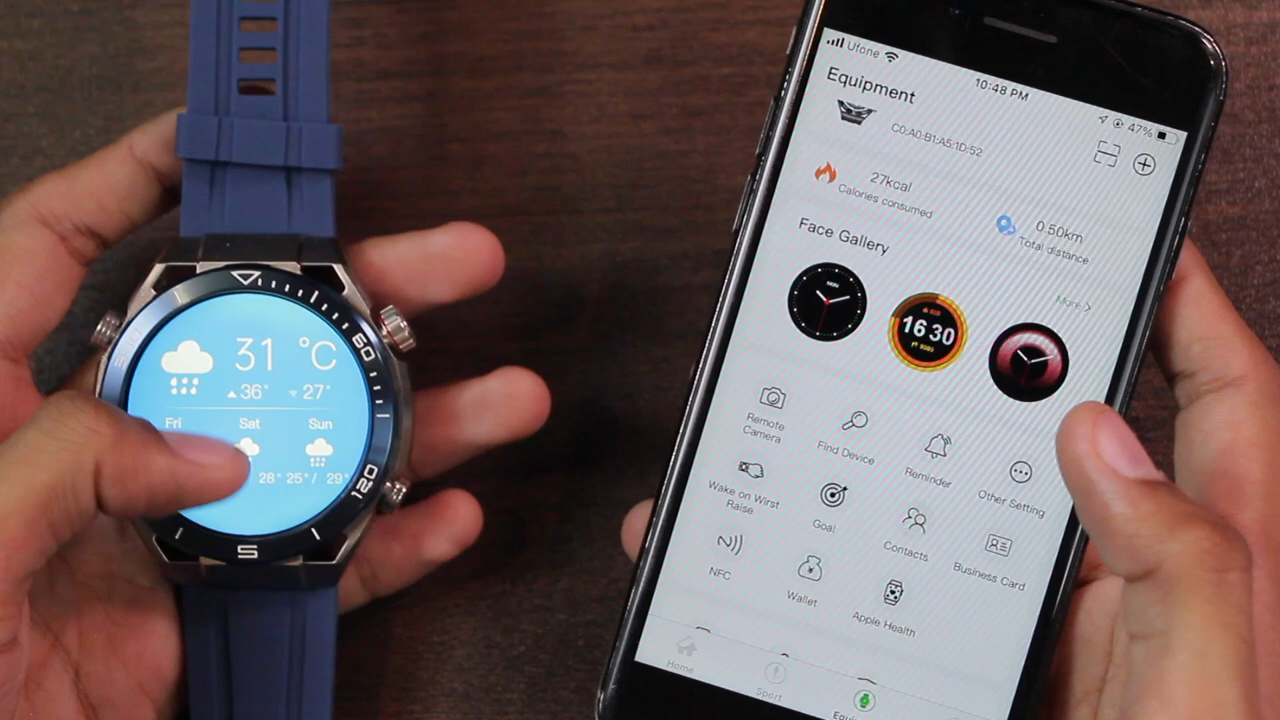 60
31 °C
36° 27°
Fri Sat Sun
28° 25°/ 29°
120
S
Ufone
10:48 PM
47%
Equipment
C0:A0:B1:A5:1D:52
27kcal
Calories consumed
0.50km
Total distance
Face Gallery
More >
MON
16 30
Remote Camera
Find Device
Reminder
Other Setting
Wake on Wirst Raise
Goal
Contacts
Business Card
NFC
Wallet
Apple Health
Home
Sport